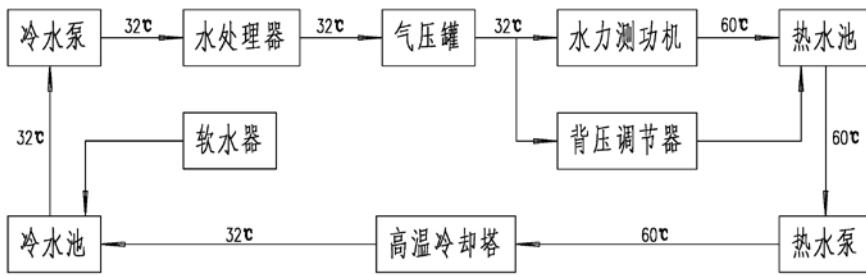 冷水泵
32℃
水处理器
32℃
气压罐
32℃
水力测功机
60℃
热水池
32℃
软水器
背压调节器
60℃
冷水池
32℃
高温冷却塔
60℃
热水泵